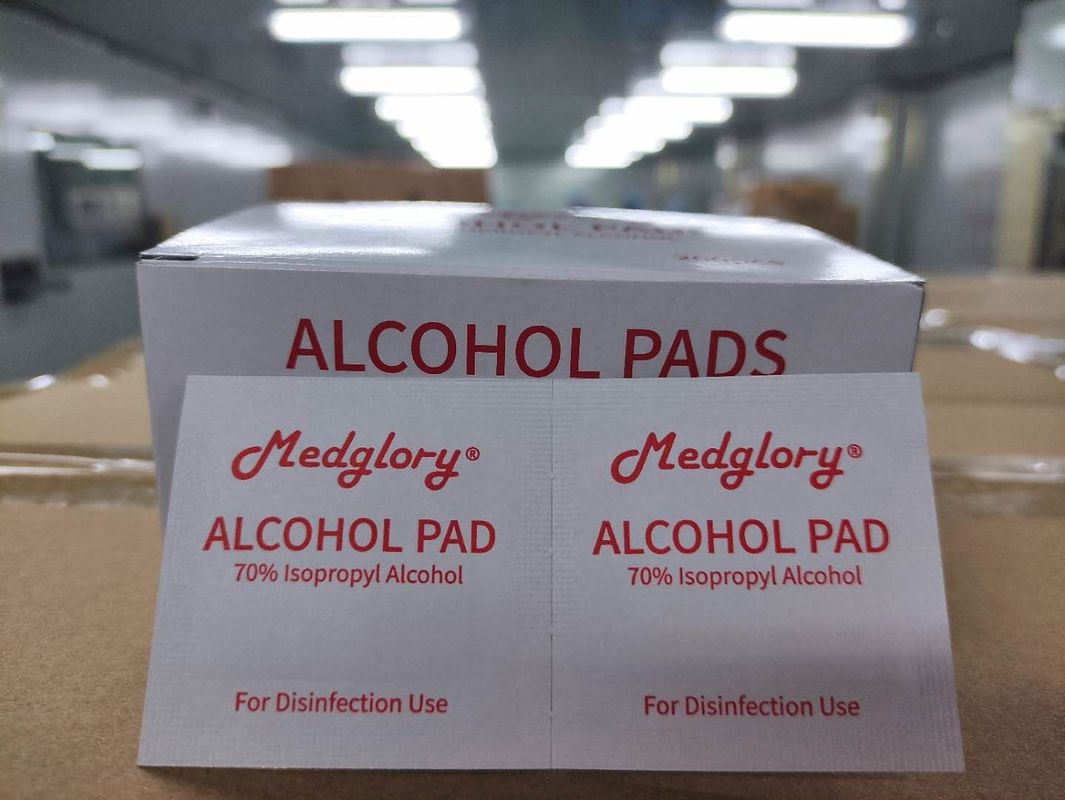 ALCOHOL PADS
Medglory®
ALCOHOL PAD
70% Isopropyl Alcohol
For Disinfection Use
Medglory®
ALCOHOL PAD
70% Isopropyl Alcohol
For Disinfection Use